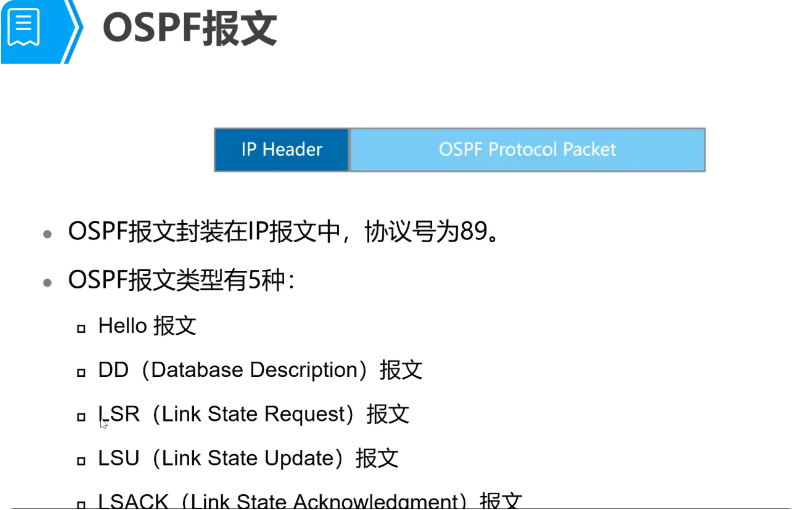 OSPF报文
IP Header OSPF Protocol Packet
OSPF报文封装在IP报文中，协议号为89。
OSPF报文类型有5种：
Hello 报文
DD（Database Description）报文
LSR（Link State Request）报文
LSU（Link State Update）报文
LSACK（Link State Acknowledgment）报文